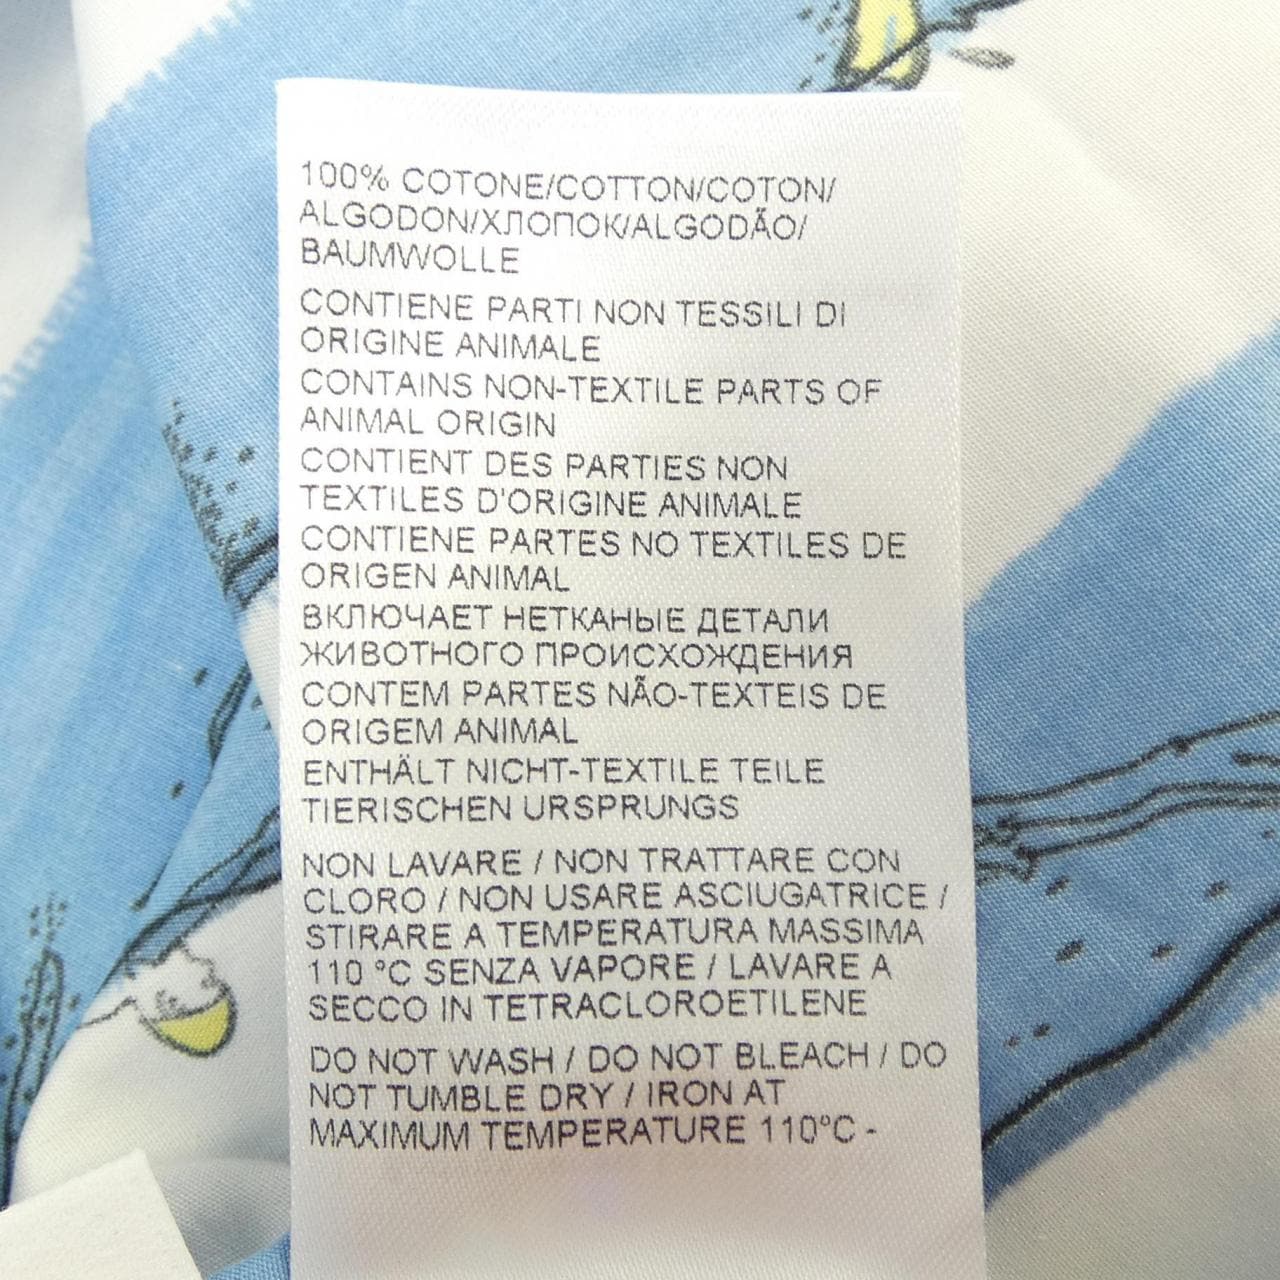 100% COTONE/COTTON/COTON/
ALGODON/ХЛОПОК/ALGODÃO/
BAUMWOLLE
CONTIENE PARTI NON TESSILI DI
ORIGINE ANIMALE
CONTAINS NON-TEXTILE PARTS OF
ANIMAL ORIGIN
CONTIENT DES PARTIES NON
TEXTILES D'ORIGINE ANIMALE
CONTIENE PARTES NO TEXTILES DE
ORIGEN ANIMAL
ВКЛЮЧАЕТ НЕТКАНЫЕ ДЕТАЛИ
ЖИВОТНОГО ПРОИСХОЖДЕНИЯ
CONTEM PARTES NÃO-TEXTEIS DE
ORIGEM ANIMAL
ENTHÄLT NICHT-TEXTILE TEILE
TIERISCHEN URSPRUNGS
NON LAVARE / NON TRATTARE CON
CLORO / NON USARE ASCIUGATRICE /
STIRARE A TEMPERATURA MASSIMA
110 °C SENZA VAPORE / LAVARE A
SECCO IN TETRACLOROETILENE
DO NOT WASH / DO NOT BLEACH / DO
NOT TUMBLE DRY / IRON AT
MAXIMUM TEMPERATURE 110°C -